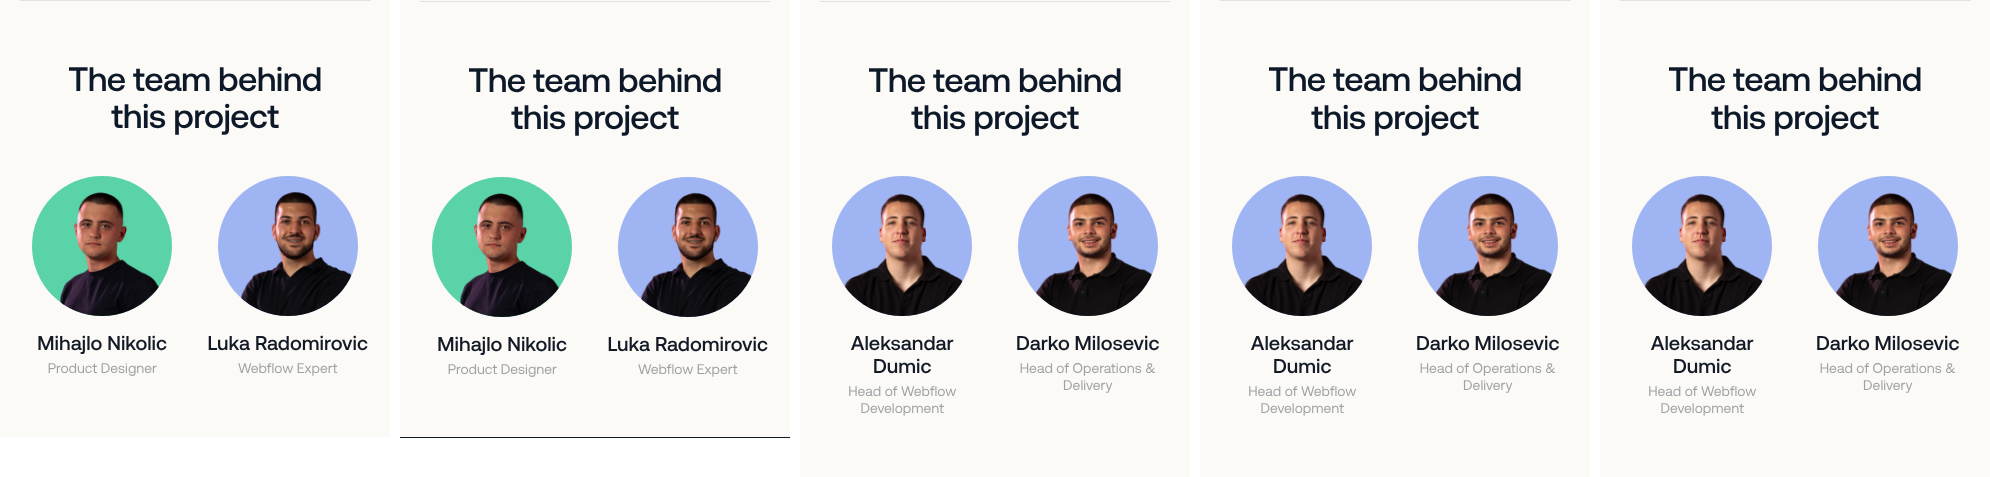 The team behind
this project
Mihajlo Nikolic
Product Designer
Luka Radomirovic
Webflow Expert
The team behind
this project
Mihajlo Nikolic
Product Designer
Luka Radomirovic
Webflow Expert
The team behind
this project
Aleksandar
Dumic
Head of Webflow
Development
Darko Milosevic
Head of Operations &
Delivery
The team behind
this project
Aleksandar
Dumic
Head of Webflow
Development
Darko Milosevic
Head of Operations &
Delivery
The team behind
this project
Aleksandar
Dumic
Head of Webflow
Development
Darko Milosevic
Head of Operations &
Delivery